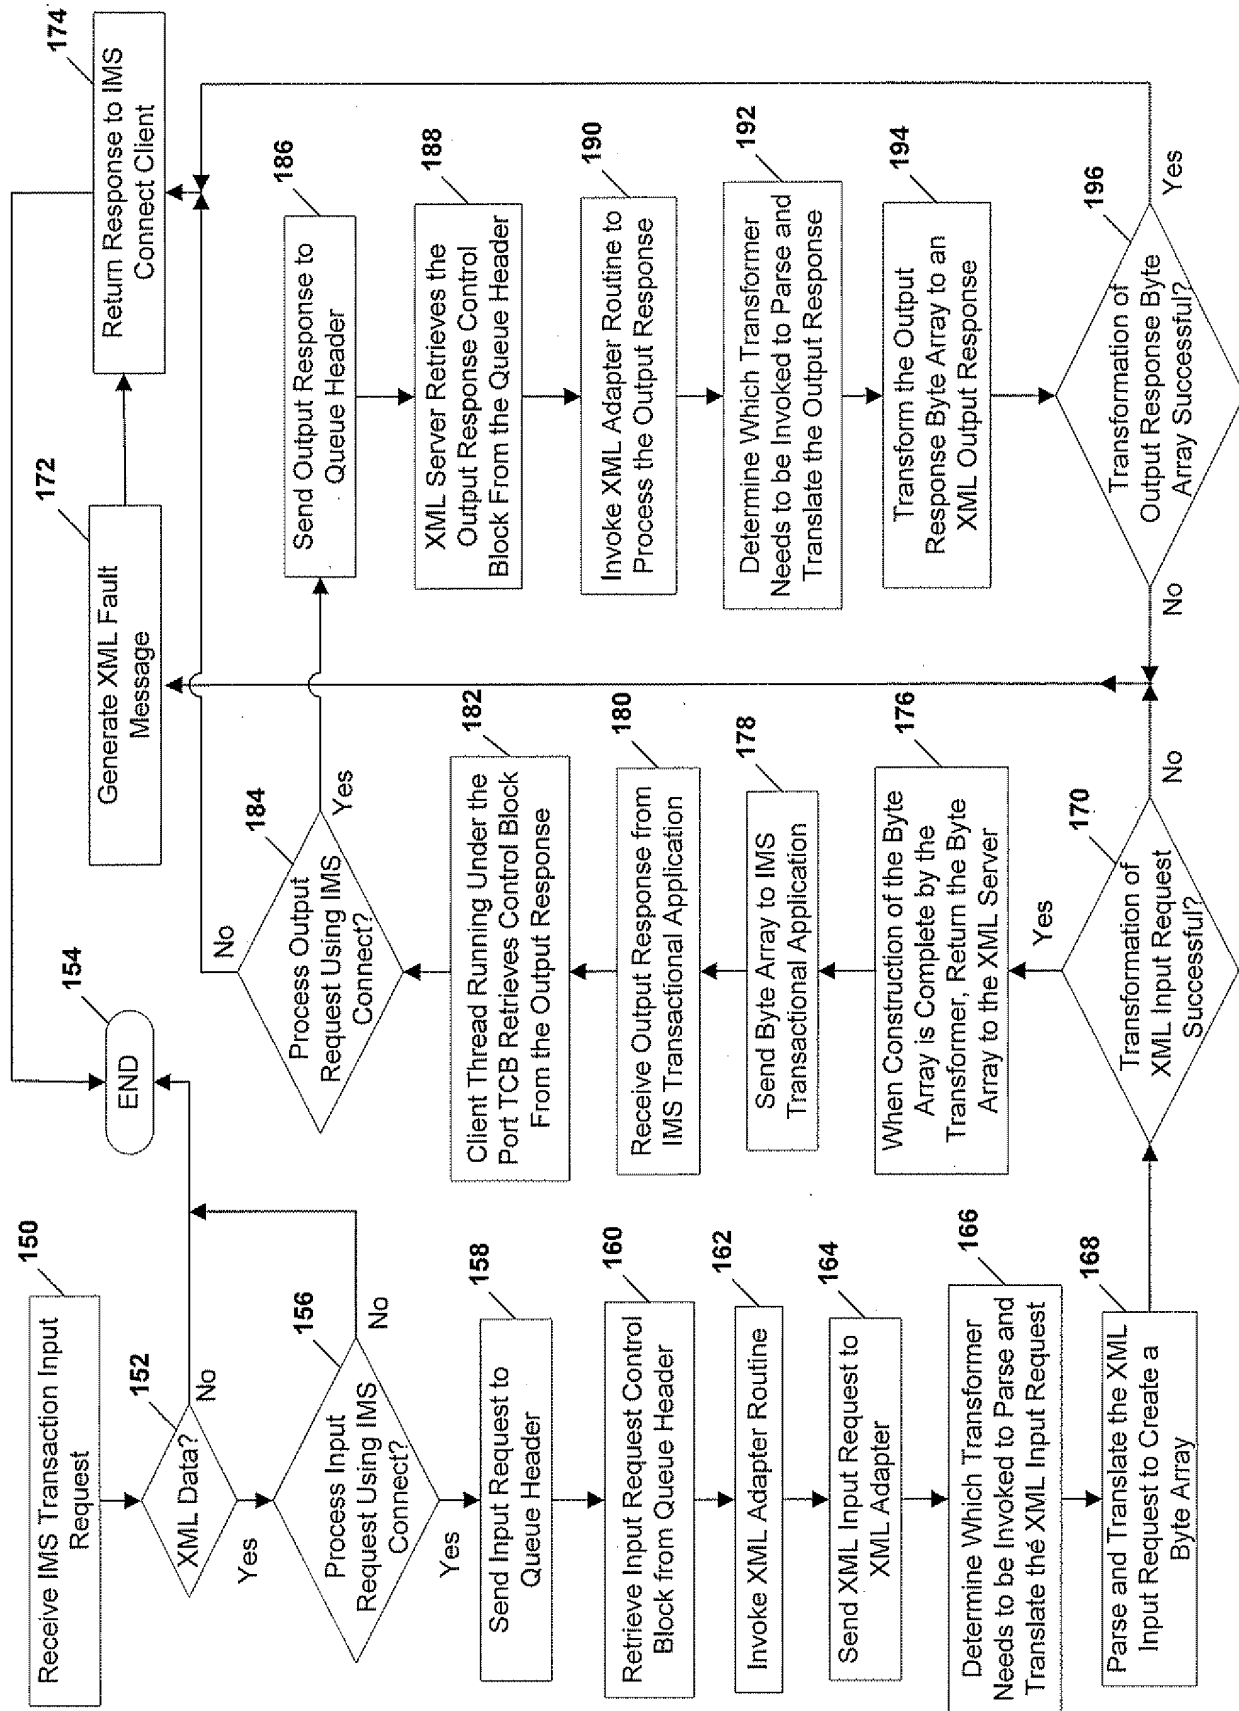 150
Receive IMS Transaction Input
Request
152
XML Data?
No
Yes
154
END
156
Process Input
Request Using IMS
Connect?
No
Yes
158
Send Input Request to
Queue Header
160
Retrieve Input Request Control
Block from Queue Header
162
Invoke XML Adapter Routine
164
Send XML Input Request to
XML Adapter
166
Determine Which Transformer
Needs to be Invoked to Parse and
Translate thé XML Input Request
168
Parse and Translate the XML
Input Request to Create a
Byte Array
170
Transformation of
XML Input Request
Successful?
Yes
No
172
Generate XML Fault
Message
174
Return Response to IMS
Connect Client
176
When Construction of the Byte
Array is Complete by the
Transformer, Return the Byte
Array to the XML Server
178
Send Byte Array to IMS
Transactional Application
180
Receive Output Response from
IMS Transactional Application
182
Client Thread Running Under the
Port TCB Retrieves Control Block
From the Output Response
184
Process Output
Request Using IMS
Connect?
No
Yes
186
Send Output Response to
Queue Header
188
XML Server Retrieves the
Output Response Control
Block From the Queue Header
190
Invoke XML Adapter Routine to
Process the Output Response
192
Determine Which Transformer
Needs to be Invoked to Parse and
Translate the Output Response
194
Transform the Output
Response Byte Array to an
XML Output Response
196
Transformation of
Output Response Byte
Array Successful?
No
Yes